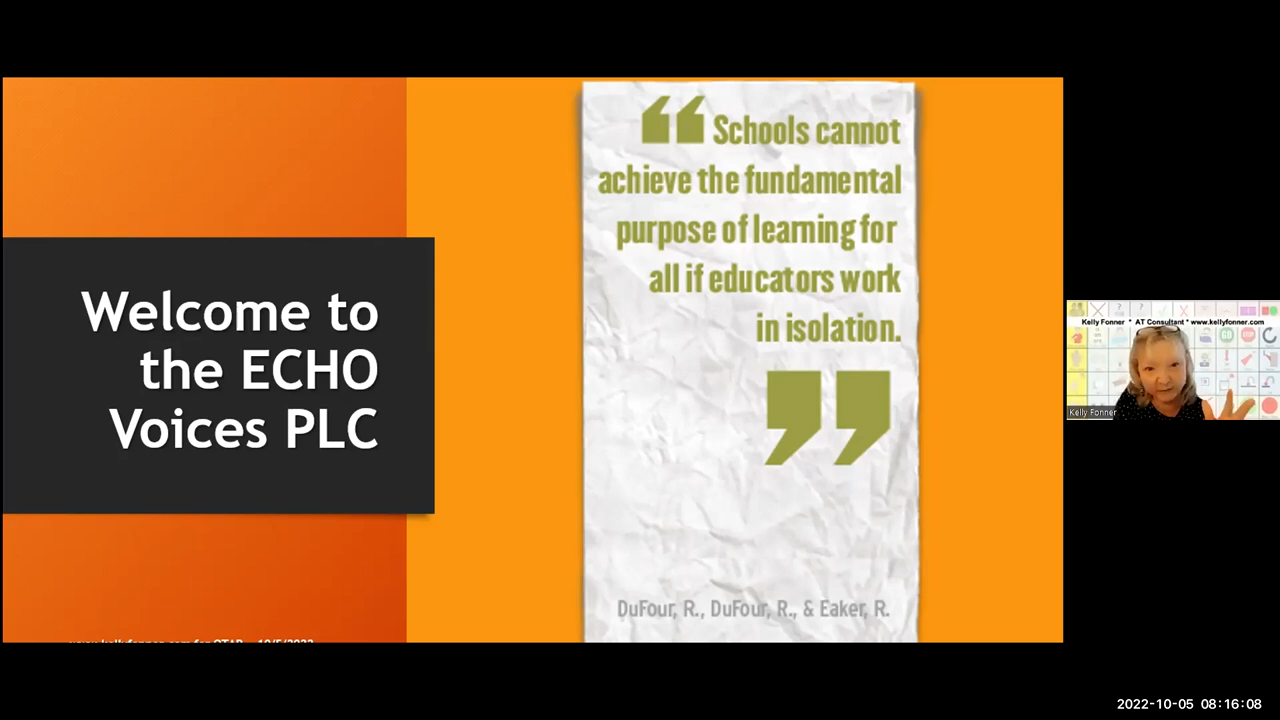 Welcome to
the ECHO
Voices PLC
“Schools cannot
achieve the fundamental
purpose of learning for
all if educators work
in isolation.
”
DuFour, R., DuFour, R., & Eaker, R.
Kelly Fonner * AT Consultant * www.kellyfonner.com
Kelly Fonner
2022-10-05 08:16:08